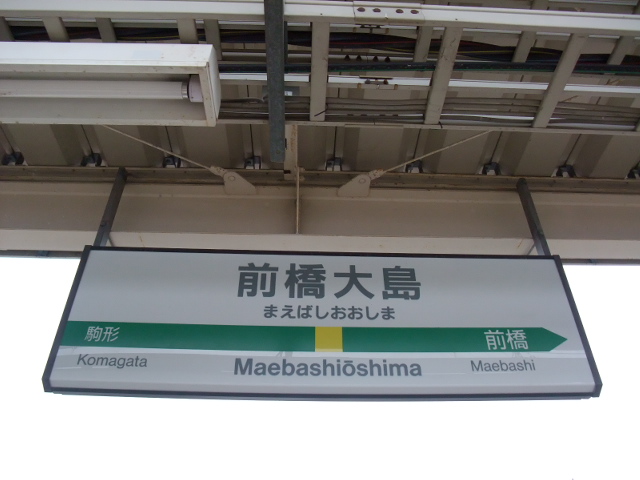 前橋大島
まえばしおおしま
駒形
前橋
Komagata
Maebashiōshima
Maebashi